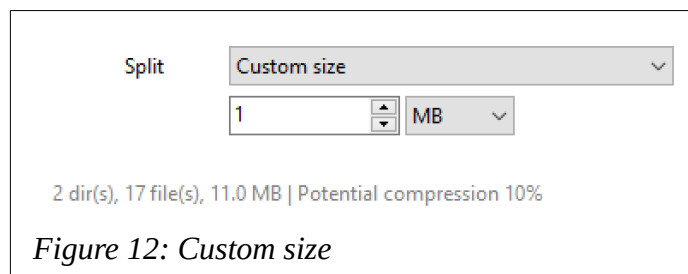 Split Custom size
1 MB
2 dir(s), 17 file(s), 11.0 MB | Potential compression 10%
Figure 12: Custom size